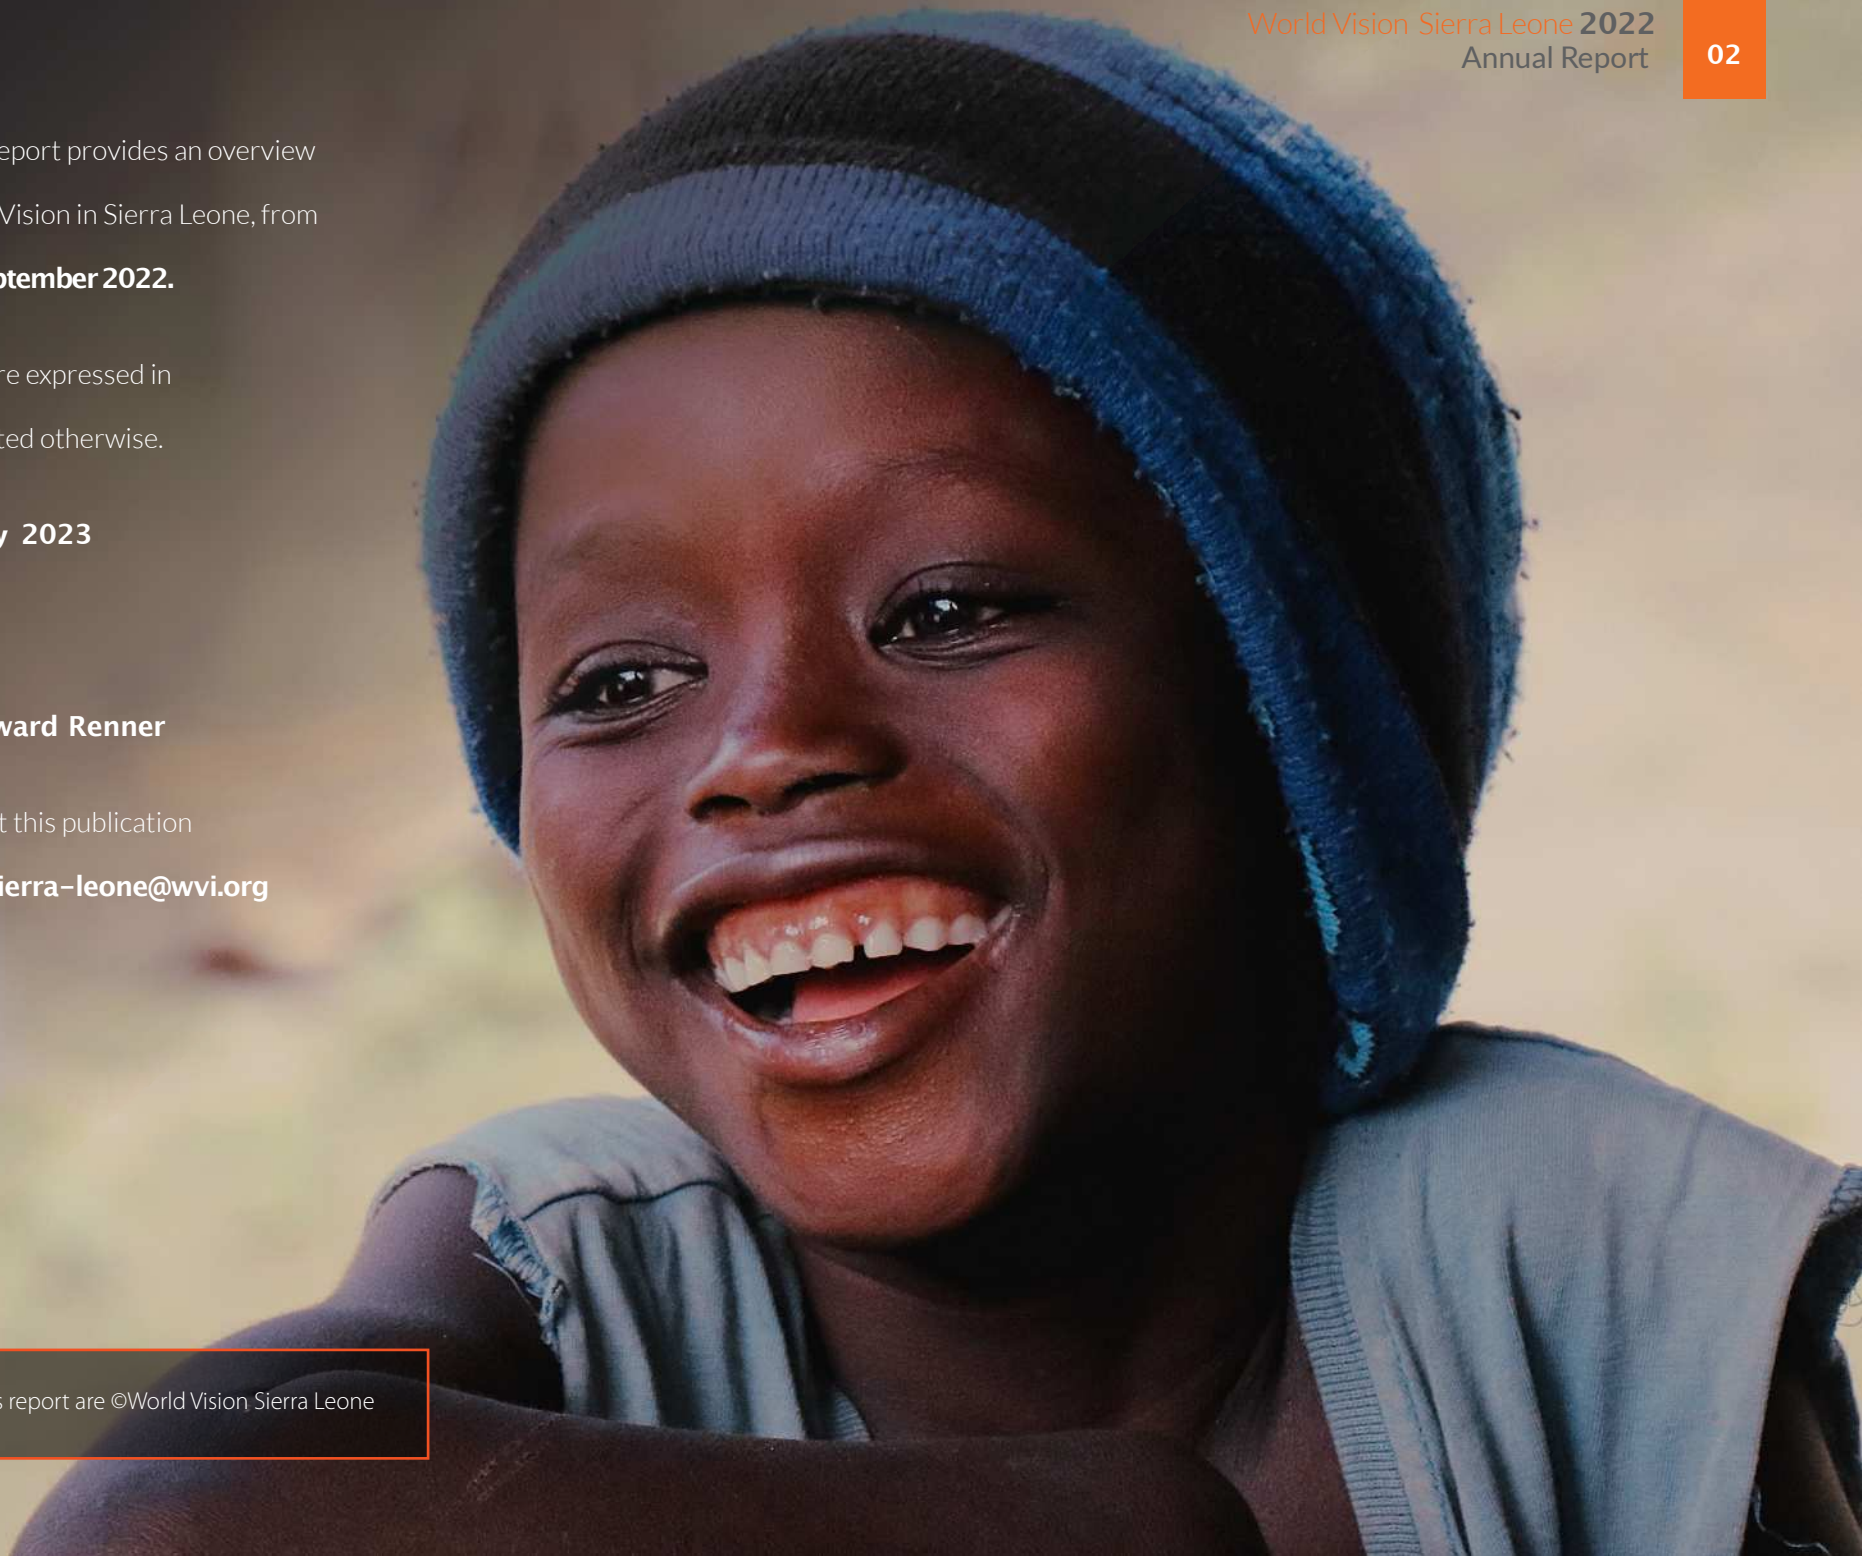 World Vision Sierra Leone 2022
Annual Report
02
eport provides an overview
Vision in Sierra Leone, from
ptember 2022.
re expressed in
ted otherwise.
y 2023
ward Renner
t this publication
ierra-leone@wvi.org
s report are ©World Vision Sierra Leone